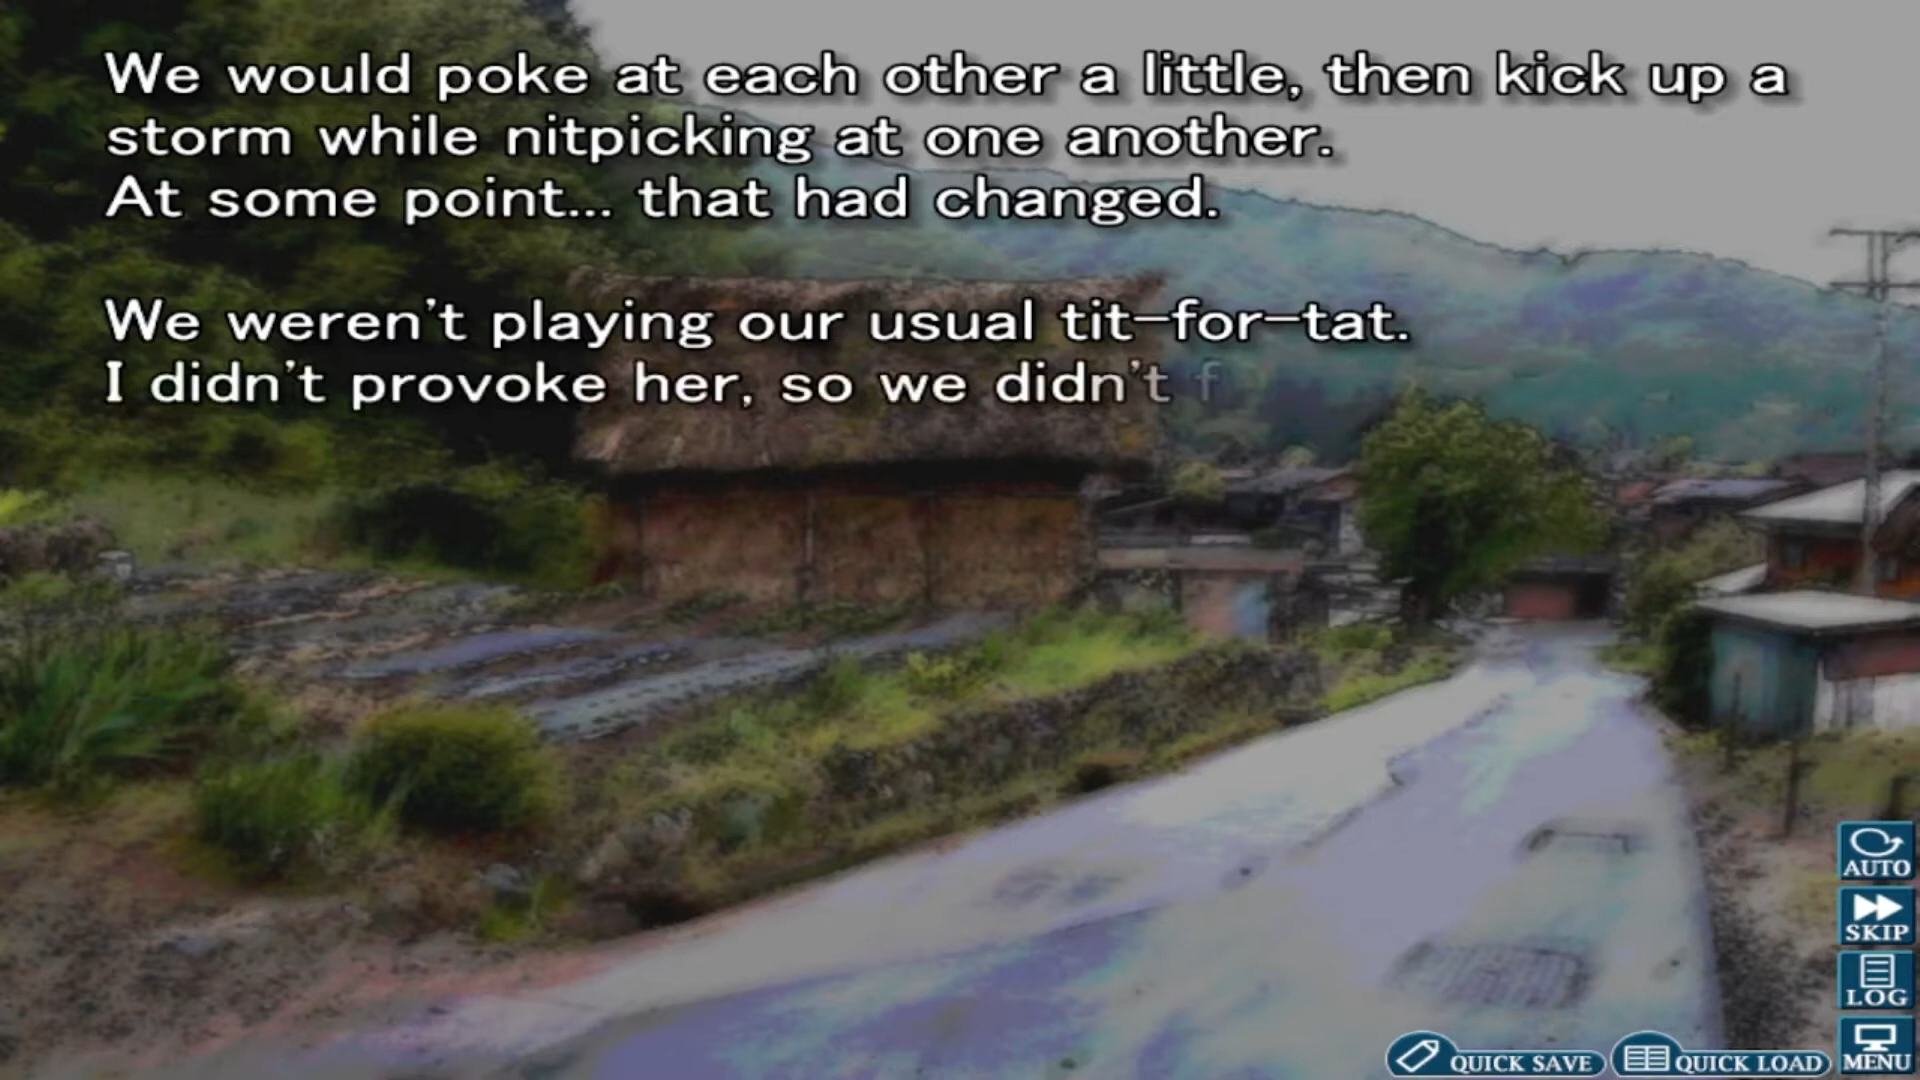 We would poke at each other a little, then kick up a
storm while nitpicking at one another.
At some point... that had changed.
We weren't playing our usual tit-for-tat.
I didn't provoke her, so we didn't f
AUTO
SKIP
LOG
MENU
QUICK SAVE
QUICK LOAD